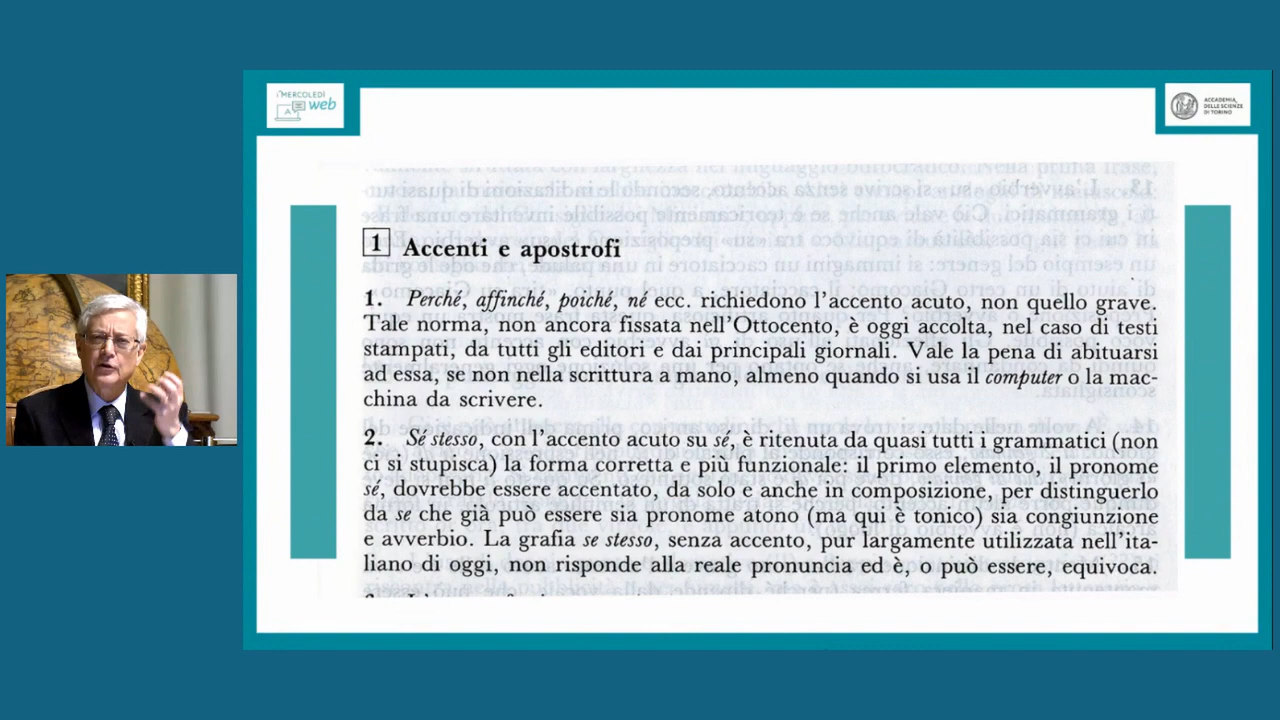 I MERCOLEDÌ
web
A
ACCADEMIA
DELLE SCIENZE
DI TORINO
1 Accenti e apostrofi
1. Perché, affinché, poiché, né ecc. richiedono l'accento acuto, non quello grave.
Tale norma, non ancora fissata nell'Ottocento, è oggi accolta, nel caso di testi
stampati, da tutti gli editori e dai principali giornali. Vale la pena di abituarsi
ad essa, se non nella scrittura a mano, almeno quando si usa il computer o la mac-
china da scrivere.
2. Sé stesso, con l'accento acuto su sé, è ritenuta da quasi tutti i grammatici (non
ci si stupisca) la forma corretta e più funzionale: il primo elemento, il pronome
sé, dovrebbe essere accentato, da solo e anche in composizione, per distinguerlo
da se che già può essere sia pronome atono (ma qui è tonico) sia congiunzione
e avverbio. La grafia se stesso, senza accento, pur largamente utilizzata nell'ita-
liano di oggi, non risponde alla reale pronuncia ed è, o può essere, equivoca.